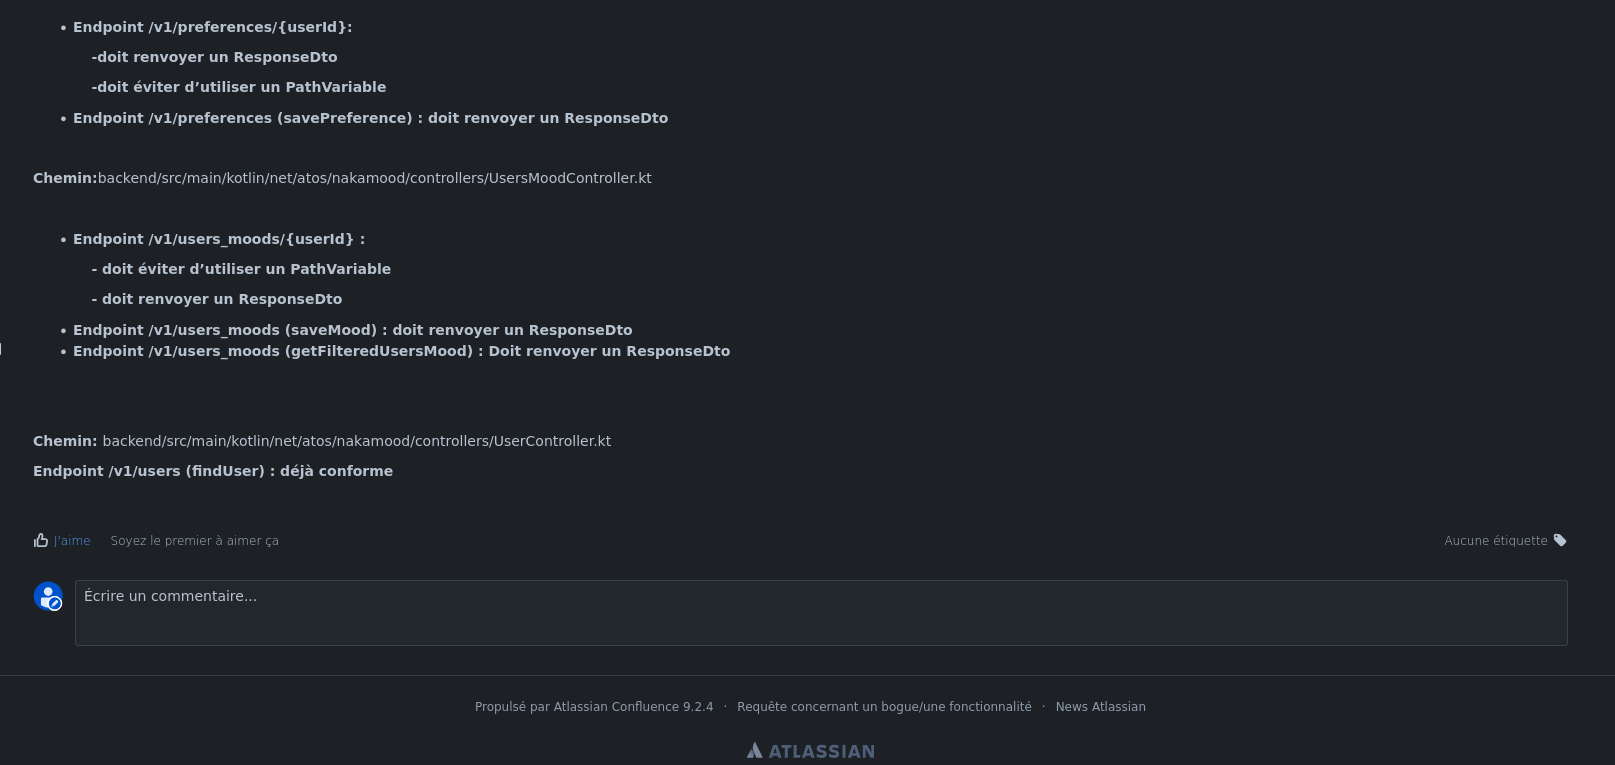 • Endpoint /v1/preferences/{userId}:
-doit renvoyer un ResponseDto
-doit éviter d’utiliser un PathVariable
• Endpoint /v1/preferences (savePreference) : doit renvoyer un ResponseDto
Chemin:backend/src/main/kotlin/net/atos/nakamood/controllers/UsersMoodController.kt
• Endpoint /v1/users_moods/{userId} :
- doit éviter d’utiliser un PathVariable
- doit renvoyer un ResponseDto
• Endpoint /v1/users_moods (saveMood) : doit renvoyer un ResponseDto
• Endpoint /v1/users_moods (getFilteredUsersMood) : Doit renvoyer un ResponseDto
Chemin: backend/src/main/kotlin/net/atos/nakamood/controllers/UserController.kt
Endpoint /v1/users (findUser) : déjà conforme
J'aime Soyez le premier à aimer ça Aucune étiquette
Écrire un commentaire…
Propulsé par Atlassian Confluence 9.2.4 · Requête concernant un bogue/une fonctionnalité · News Atlassian
ATLASSIAN